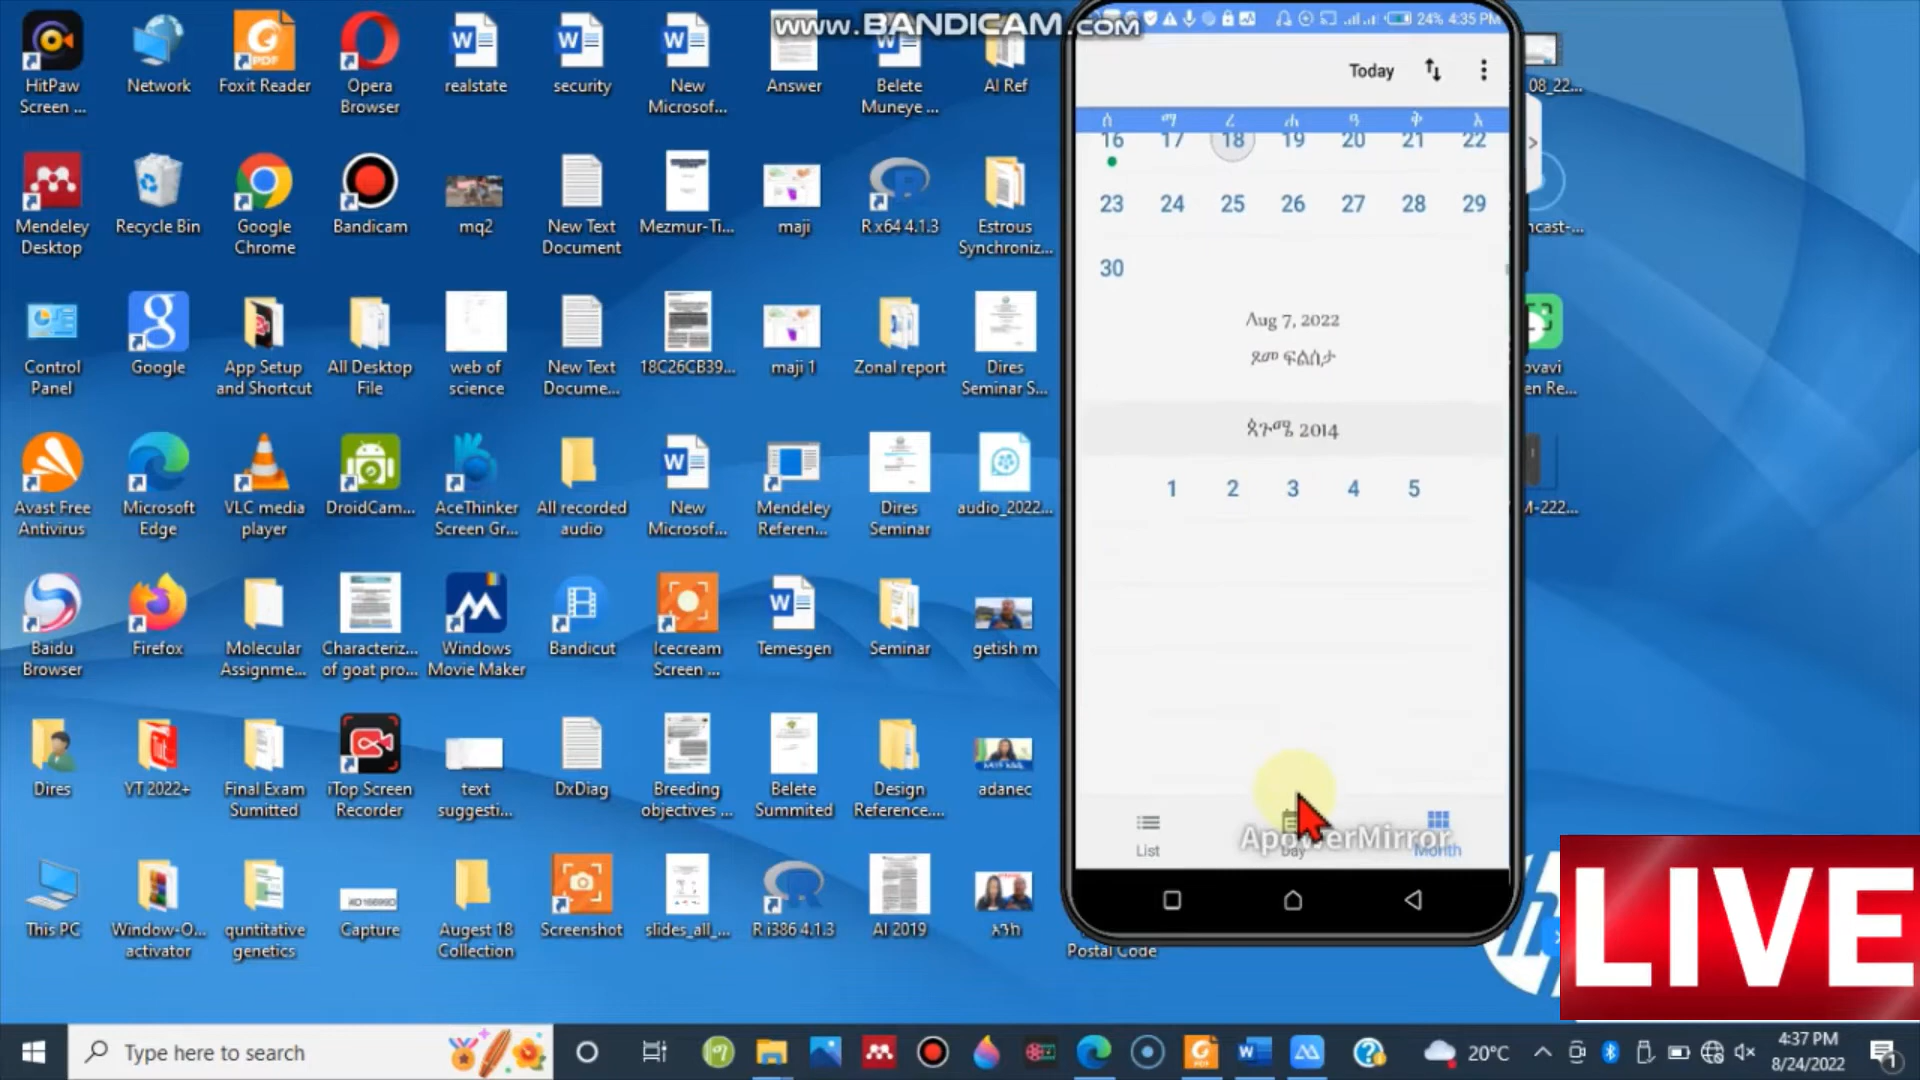 www.BANDICAM.com
HitPaw
Screen ...
Network
Foxit Reader
Opera
Browser
realstate
security
New
Microsof...
Answer
Belete
Muneye ...
AI Ref
Mendeley
Desktop
Recycle Bin
Google
Chrome
Bandicam
mq2
New Text
Document
Mezmur-Ti...
maji
R x64 4.1.3
Estrous
Synchroniz...
Control
Panel
Google
App Setup
and Shortcut
All Desktop
File
web of
science
New Text
Docume...
18C26CB39...
maji 1
Zonal report
Dires
Seminar S...
Avast Free
Antivirus
Microsoft
Edge
VLC media
player
DroidCam...
AceThinker
Screen Gr...
All recorded
audio
New
Microsof...
Mendeley
Referen...
Dires
Seminar
audio_2022...
Baidu
Browser
Firefox
Molecular
Assignme...
Characteriz...
of goat pro...
Windows
Movie Maker
Bandicut
Icecream
Screen ...
Temesgen
Seminar
getish m
Dires
YT 2022+
Final Exam
Sumitted
iTop Screen
Recorder
text
suggesti...
DxDiag
Breeding
objectives ...
Belete
Summited
Design
Reference....
adanec
This PC
Window-O...
activator
quntitative
genetics
Capture
Augest 18
Collection
Screenshot
slides_all_...
R i386 4.1.3
AI 2019
እንከ
Postal Code
24% 4:35 PM
Today
ሰ ማ ረ ሐ ዓ ቅ እ
16 17 18 19 20 21 22
23 24 25 26 27 28 29
30
Aug 7, 2022
ጾመ ፍልሰታ
ጳጉሜ 2014
1 2 3 4 5
List
Day
Month
ApowerMirror
_08_22...
ncast-...
ovavi
en Re...
M-222...
LIVE
Type here to search
20°C
4:37 PM
8/24/2022
1